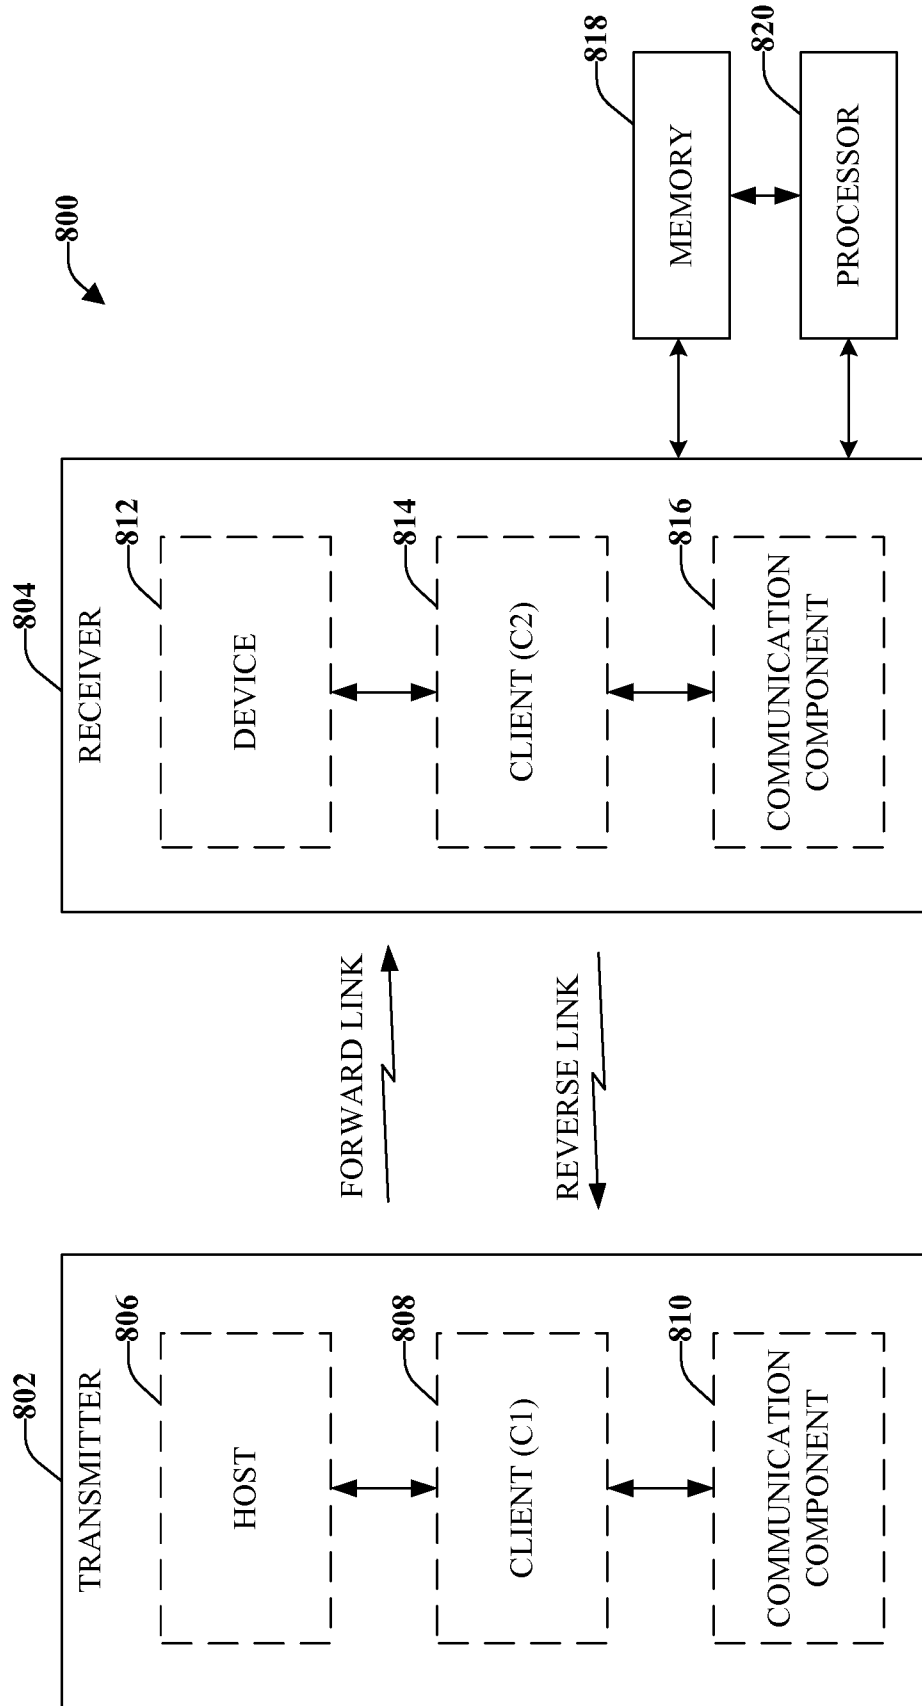 800
802
TRANSMITTER
806
HOST
808
CLIENT (C1)
810
COMMUNICATION
COMPONENT
FORWARD LINK
REVERSE LINK
804
RECEIVER
812
DEVICE
814
CLIENT (C2)
816
COMMUNICATION
COMPONENT
818
MEMORY
820
PROCESSOR